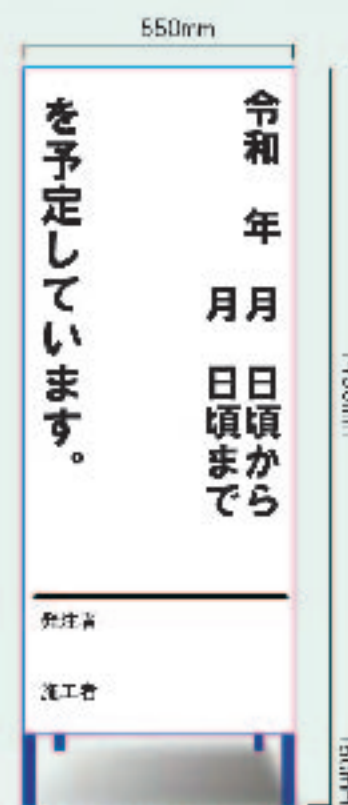 550mm
令和　年　月　日頃から
月　日頃まで
を予定しています。
発注者
施工者